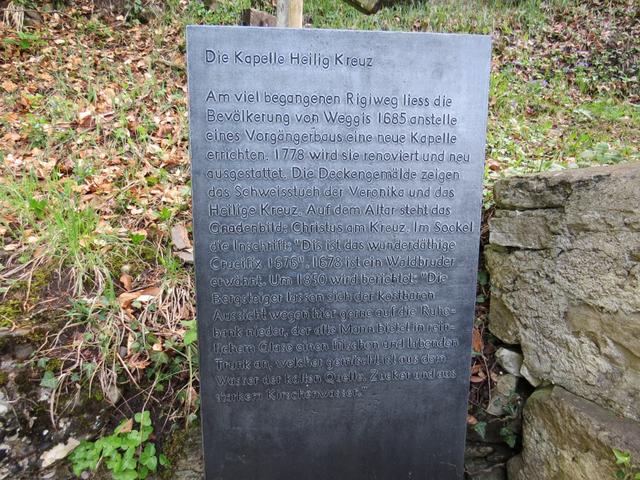 Die Kapelle Heilig Kreuz
Am viel begangenen Rigiweg liess die
Bevölkerung von Weggis 1685 anstelle
eines Vorgängerbaus eine neue Kapelle
errichten. 1778 wird sie renoviert und neu
ausgestattet. Die Deckengemälde zeigen
das Schweisstuch der Veronika und das
Heilige Kreuz. Auf dem Altar steht das
Gnadenbild: Christus am Kreuz. Im Sockel
die Inschrift: "Dis ist das wunderdäthige
Crucifix 1676". 1678 ist ein Waldbruder
erwähnt. Um 1850 wird berichtet: "Die
Bergsteiger lassen sich der kostbaren
Aussicht wegen hier gerne auf die Ruhe-
bank nieder, der alte Mann bietet in rein-
lichem Glase einen frischen und labenden
Trunk an, welcher gemischt ist aus dem
Wasser der kalten Quelle, Zucker und aus
starkem Kirschenwasser."